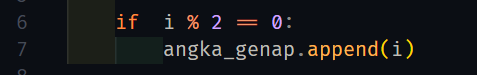 6 if i % 2 == 0:
7 angka_genap.append(i)